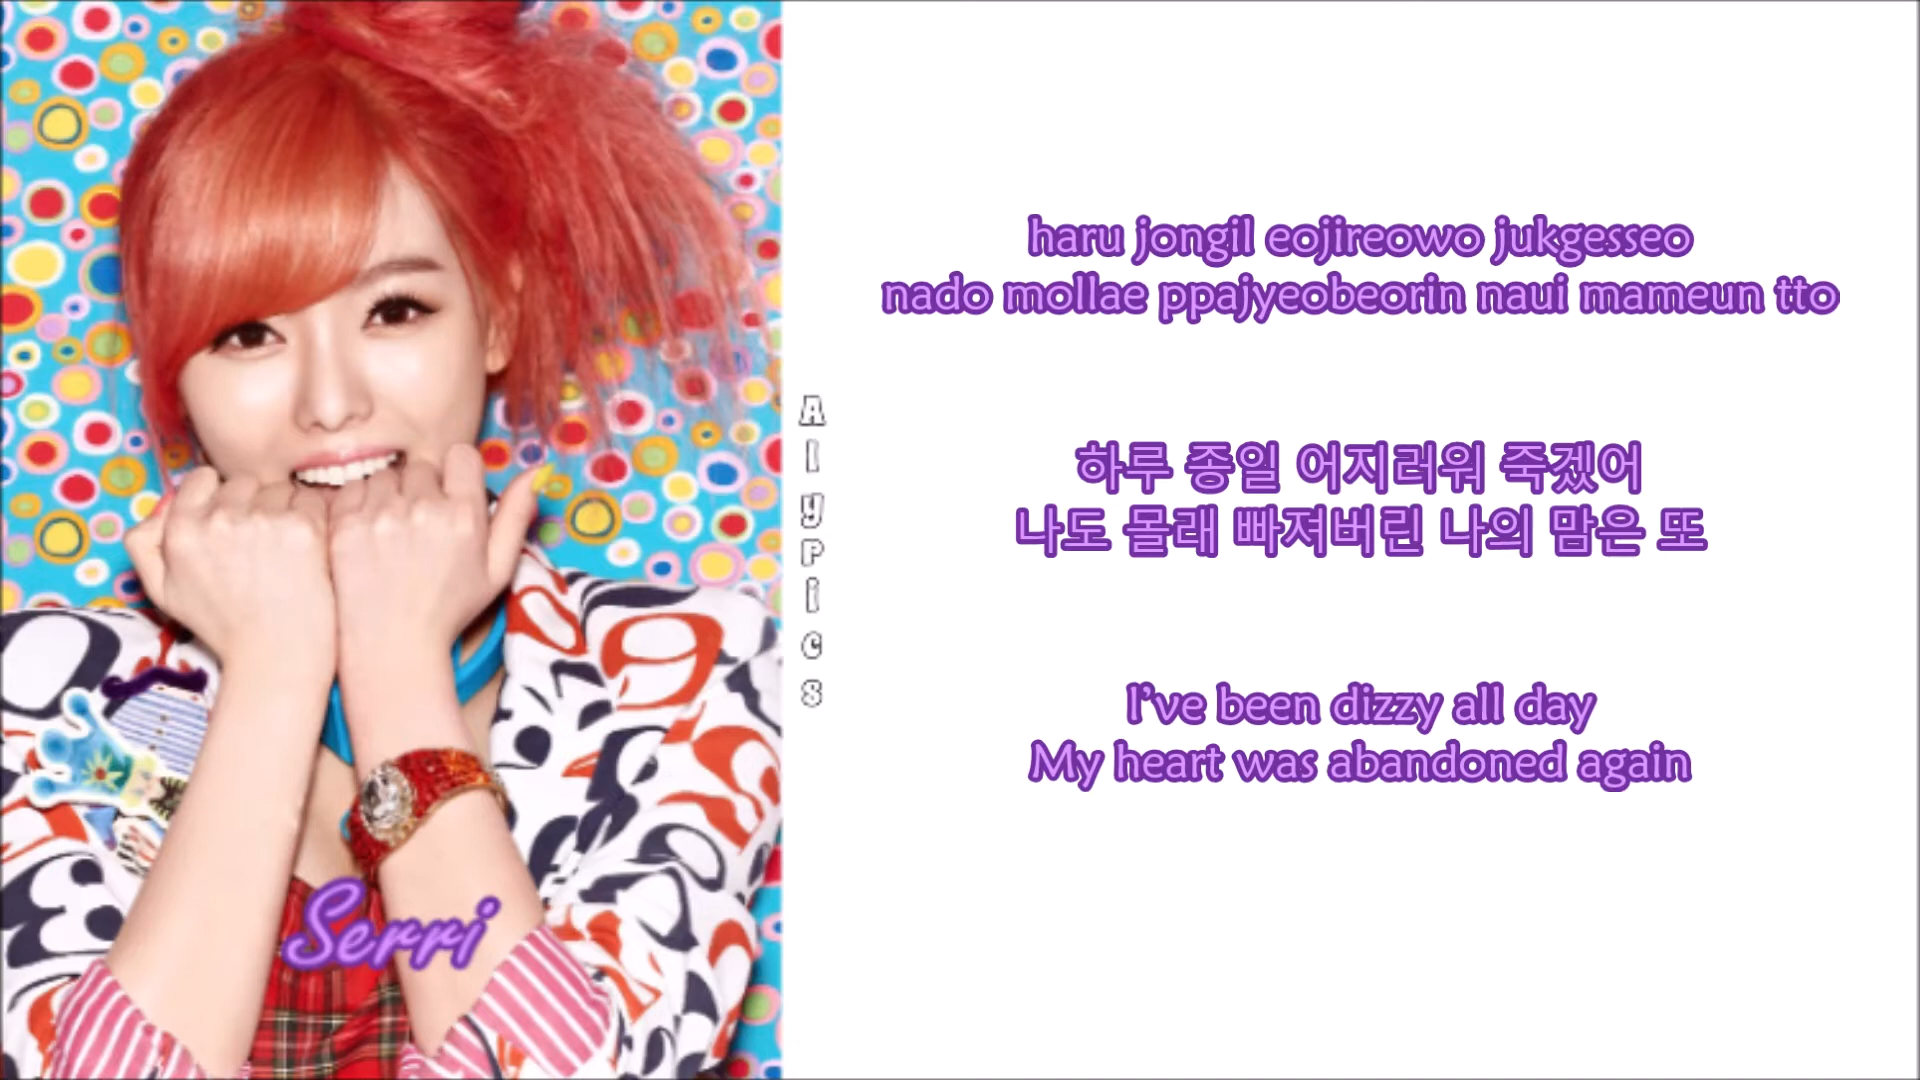 haru jongil eojireowo jukgesseo
nado mollae ppajyeobeorin naui mameun tto
하루 종일 어지러워 죽겠어
나도 몰래 빠져버린 나의 맘은 또
I've been dizzy all day
My heart was abandoned again
AlyPics
Serri